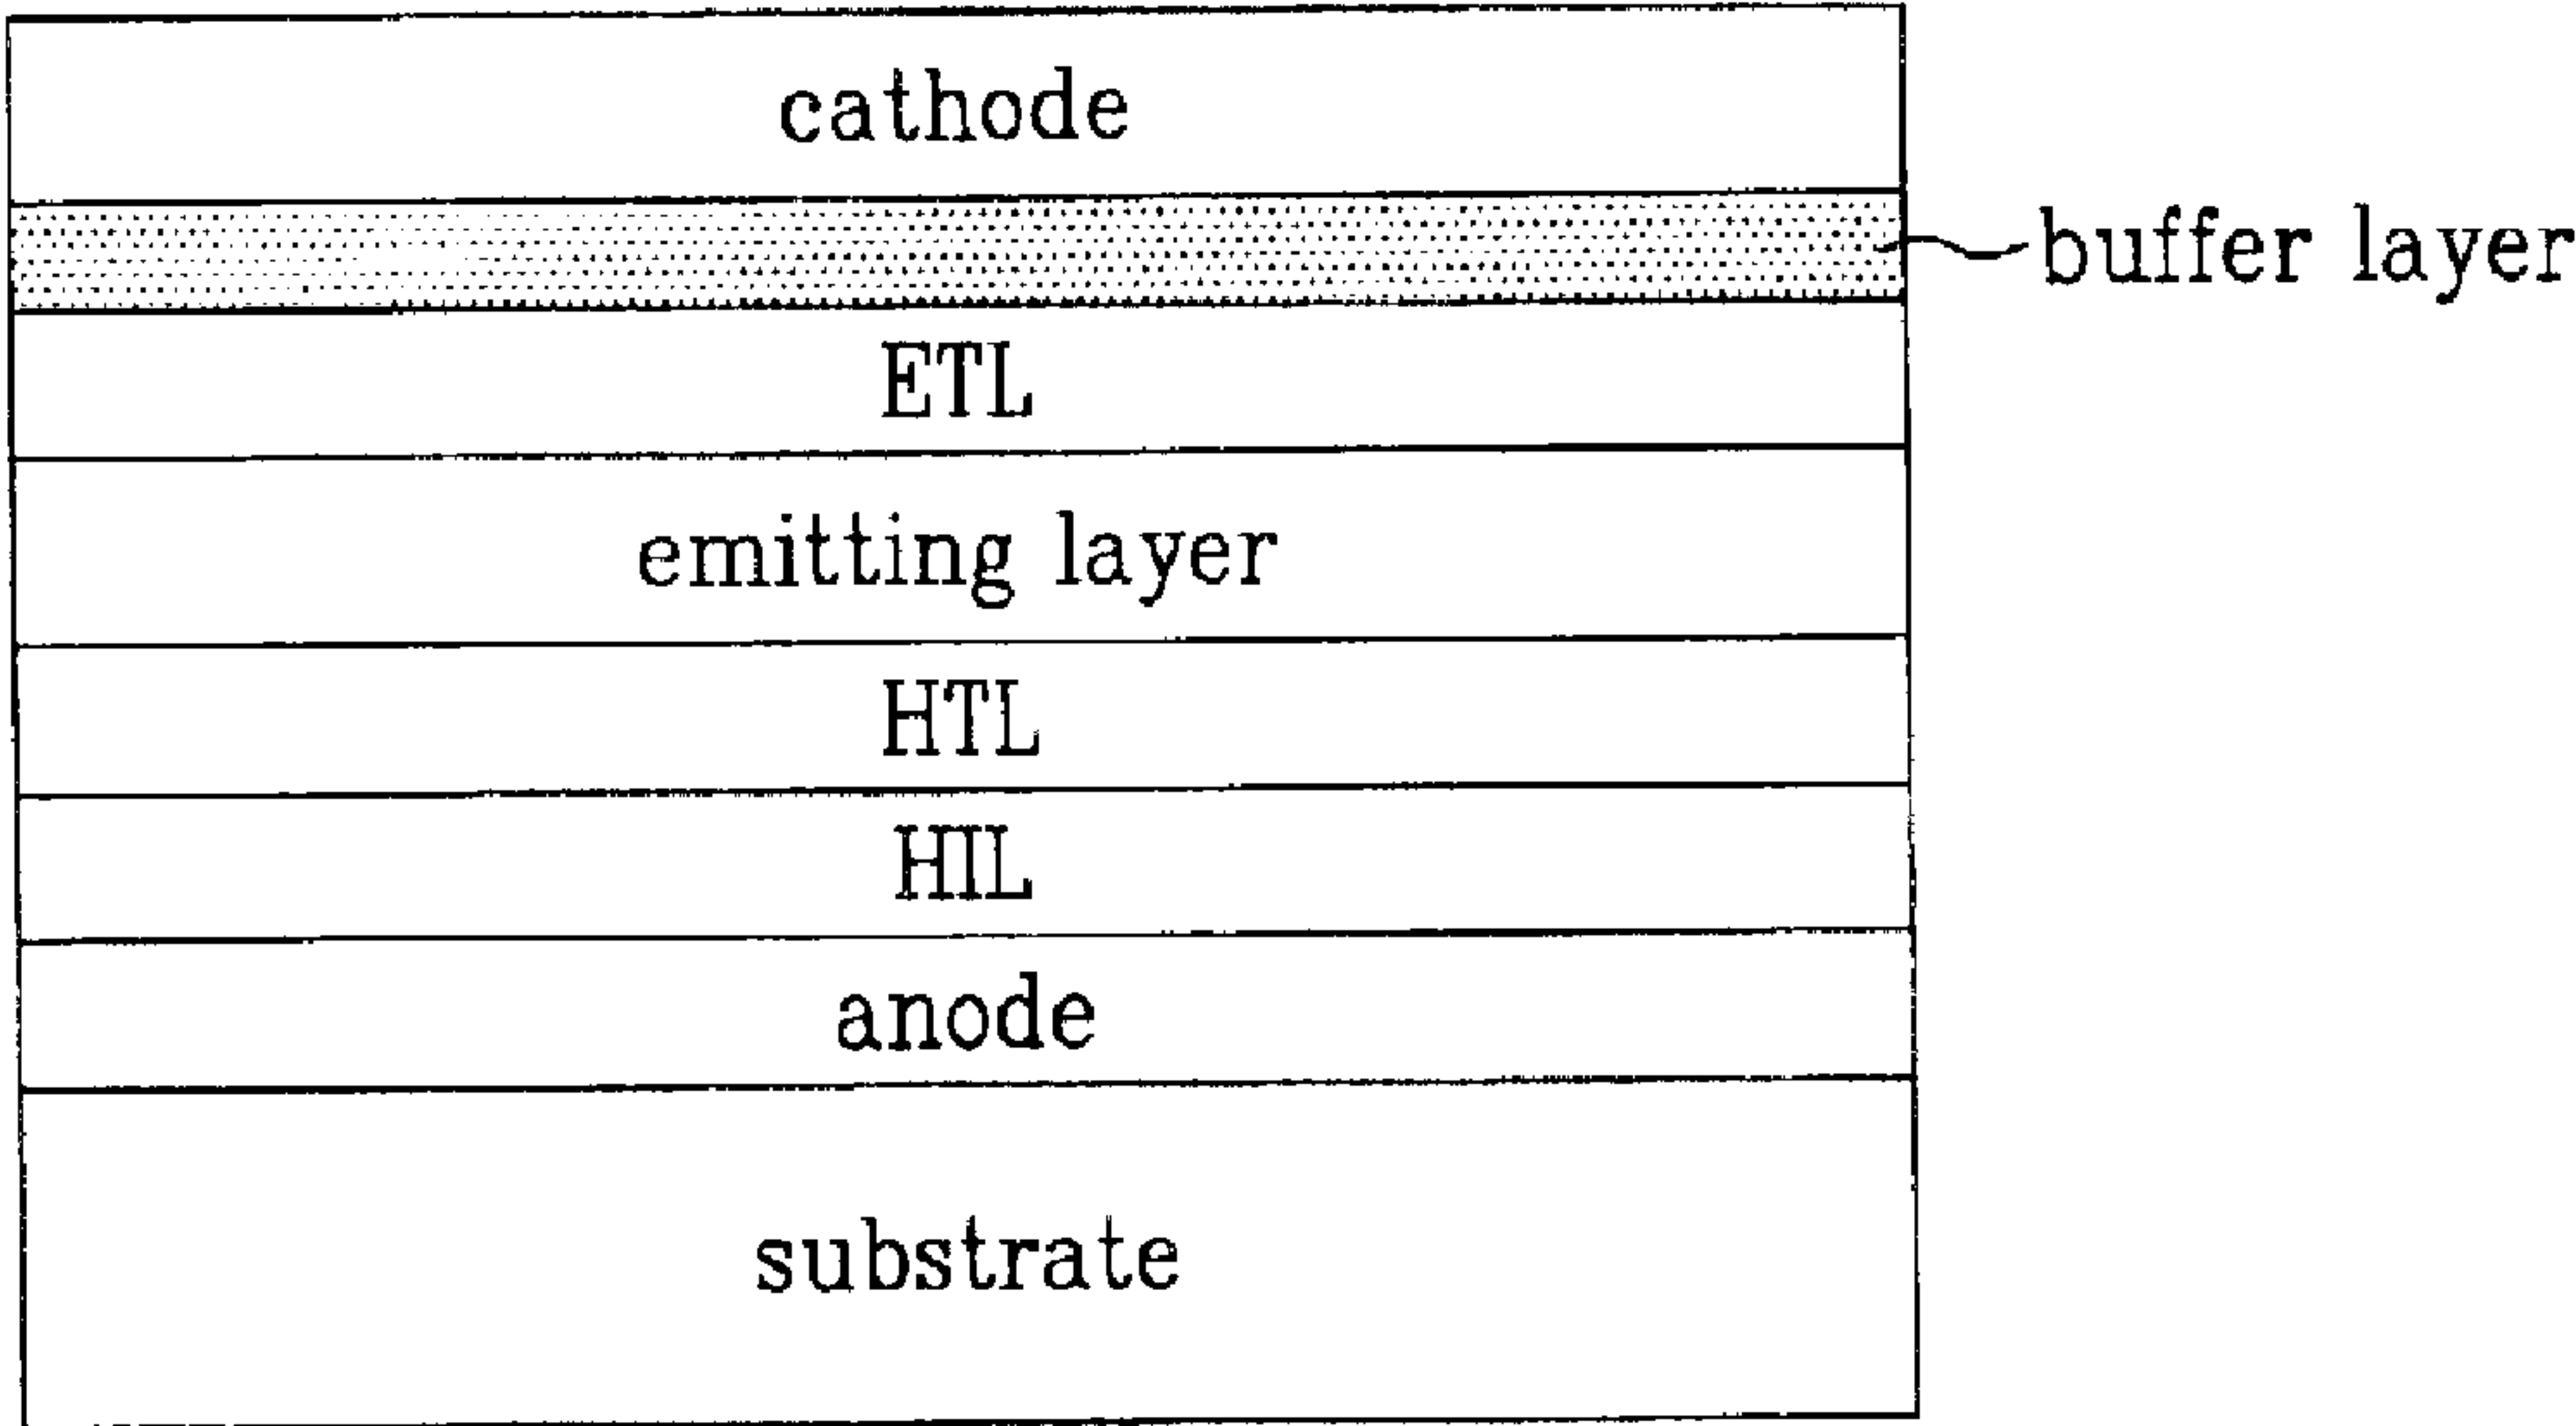 cathode
buffer layer
ETL
emitting layer
HTL
HIL
anode
substrate